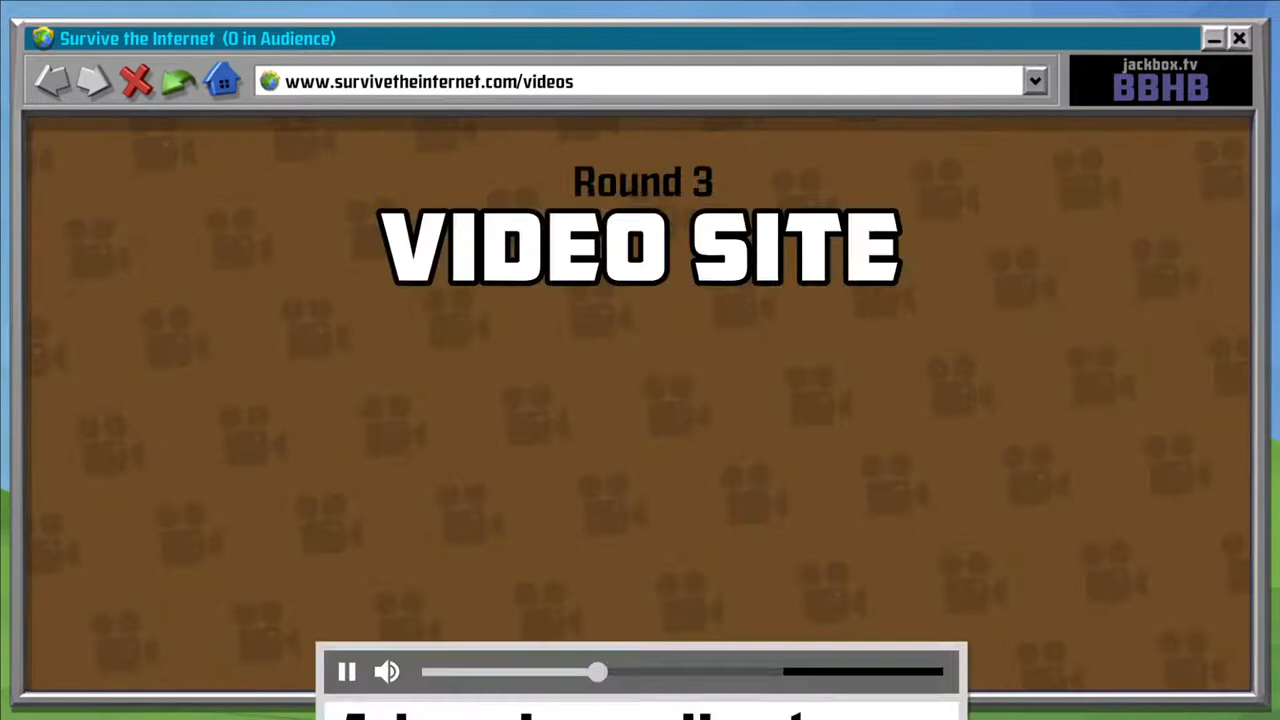 Survive the Internet (0 in Audience)
www.survivetheinternet.com/videos
jackbox.tv
BBHB
Round 3
VIDEO SITE